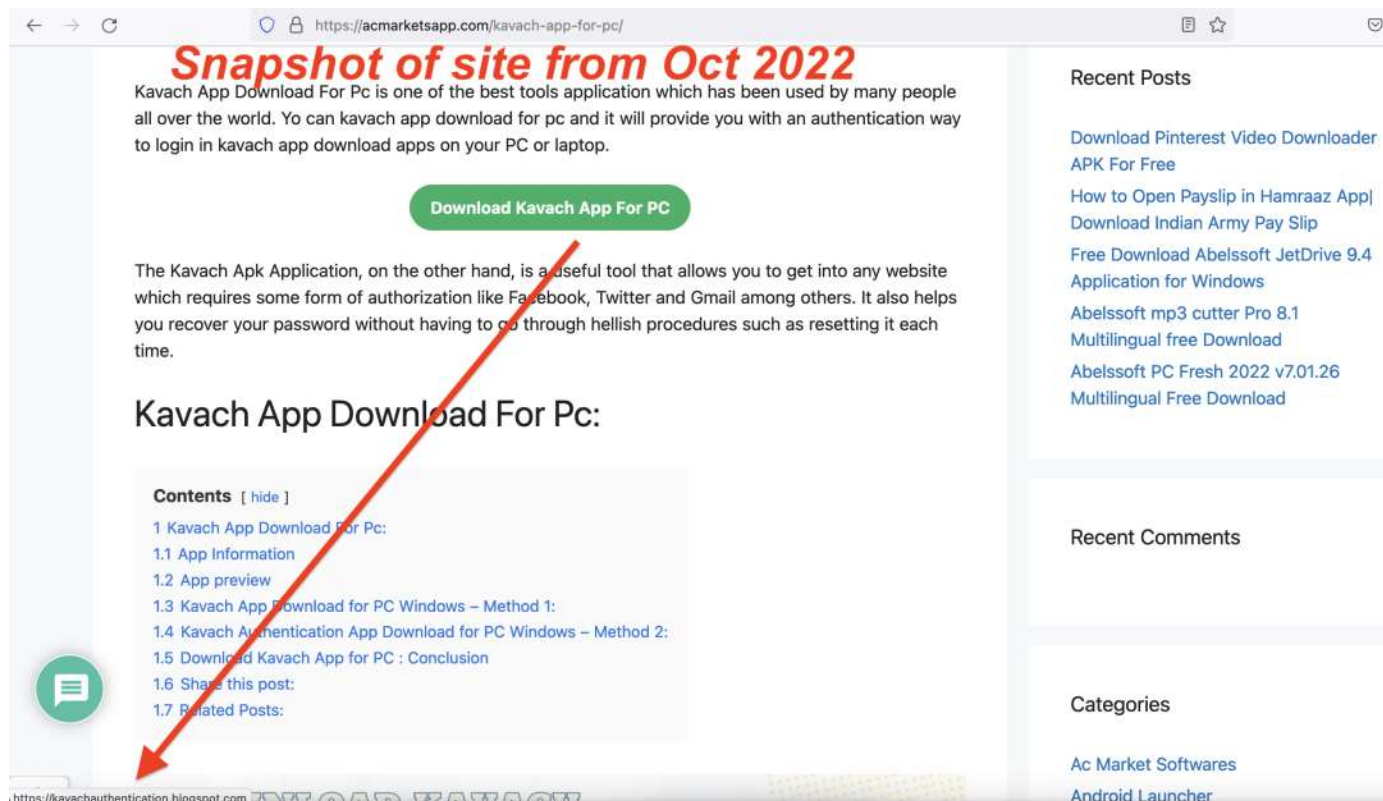 https://acmarketsapp.com/kavach-app-for-pc/
Snapshot of site from Oct 2022
Kavach App Download For Pc is one of the best tools application which has been used by many people
all over the world. Yo can kavach app download for pc and it will provide you with an authentication way
to login in kavach app download apps on your PC or laptop.
Download Kavach App For PC
The Kavach Apk Application, on the other hand, is a useful tool that allows you to get into any website
which requires some form of authorization like Facebook, Twitter and Gmail among others. It also helps
you recover your password without having to go through hellish procedures such as resetting it each
time.
Kavach App Download For Pc:
Contents [ hide ]
1 Kavach App Download For Pc:
1.1 App Information
1.2 App preview
1.3 Kavach App Download for PC Windows – Method 1:
1.4 Kavach Authentication App Download for PC Windows – Method 2:
1.5 Download Kavach App for PC : Conclusion
1.6 Share this post:
1.7 Related Posts:
https://kavachauthentication.blogspot.com
Recent Posts
Download Pinterest Video Downloader
APK For Free
How to Open Payslip in Hamraaz App|
Download Indian Army Pay Slip
Free Download Abelssoft JetDrive 9.4
Application for Windows
Abelssoft mp3 cutter Pro 8.1
Multilingual free Download
Abelssoft PC Fresh 2022 v7.01.26
Multilingual Free Download
Recent Comments
Categories
Ac Market Softwares
Android Launcher